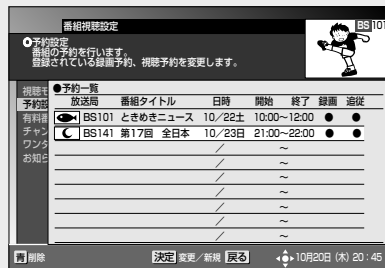 番組視聴設定
BS101
●予約設定
番組の予約を行います。
登録されている録画予約、視聴予約を変更します。
視聴モ
予約設
有料番
チャン
ワンタ
お知ら
●予約一覧
放送局 番組タイトル 日時 開始 終了 録画 追従
BS101 ときめきニュース 10/22土 10:00~12:00 ● ●
BS141 第17回 全日本 10/23日 21:00~22:00 ● ●
/ ~
/ ~
/ ~
/ ~
/ ~
/ ~
青 削除 決定 変更/新規 戻る 10月20日(木) 20:45